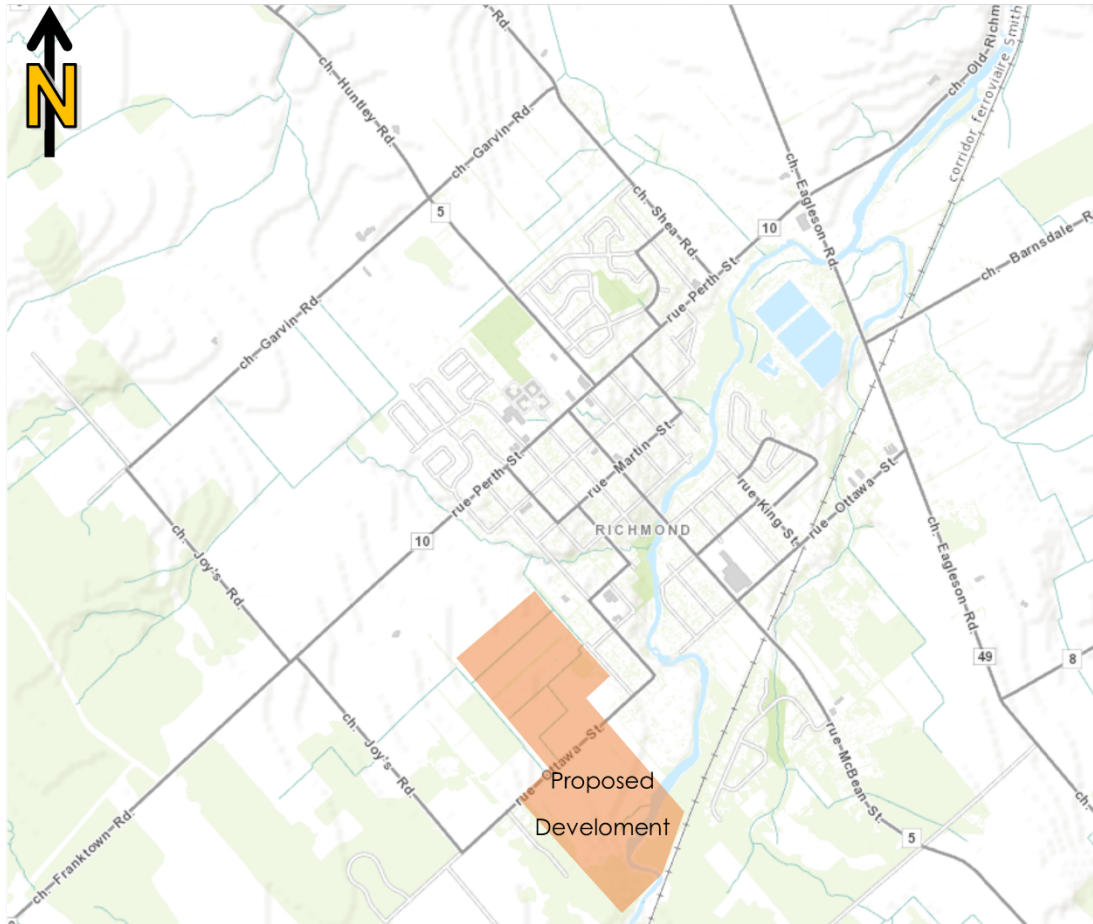 N
ch. Huntley Rd.
Rd.
ch. Garvin Rd.
5
ch. Shea Rd.
ch. Eagleson Rd.
ch. Old Richm
corridor ferroviaire Smith
10
rue Perth St.
ch. Barnsdale R
ch. Garvin Rd.
rue Martin St.
rue Perth St.
rue King St.
rue Ottawa St.
RICHMOND
10
ch. Joy's Rd.
ch. Eagleson Rd.
49
8
ch. Joy's Rd.
rue Ottawa St.
Proposed
Develoment
rue McBean St.
ch.
5
ch. Franktown Rd.